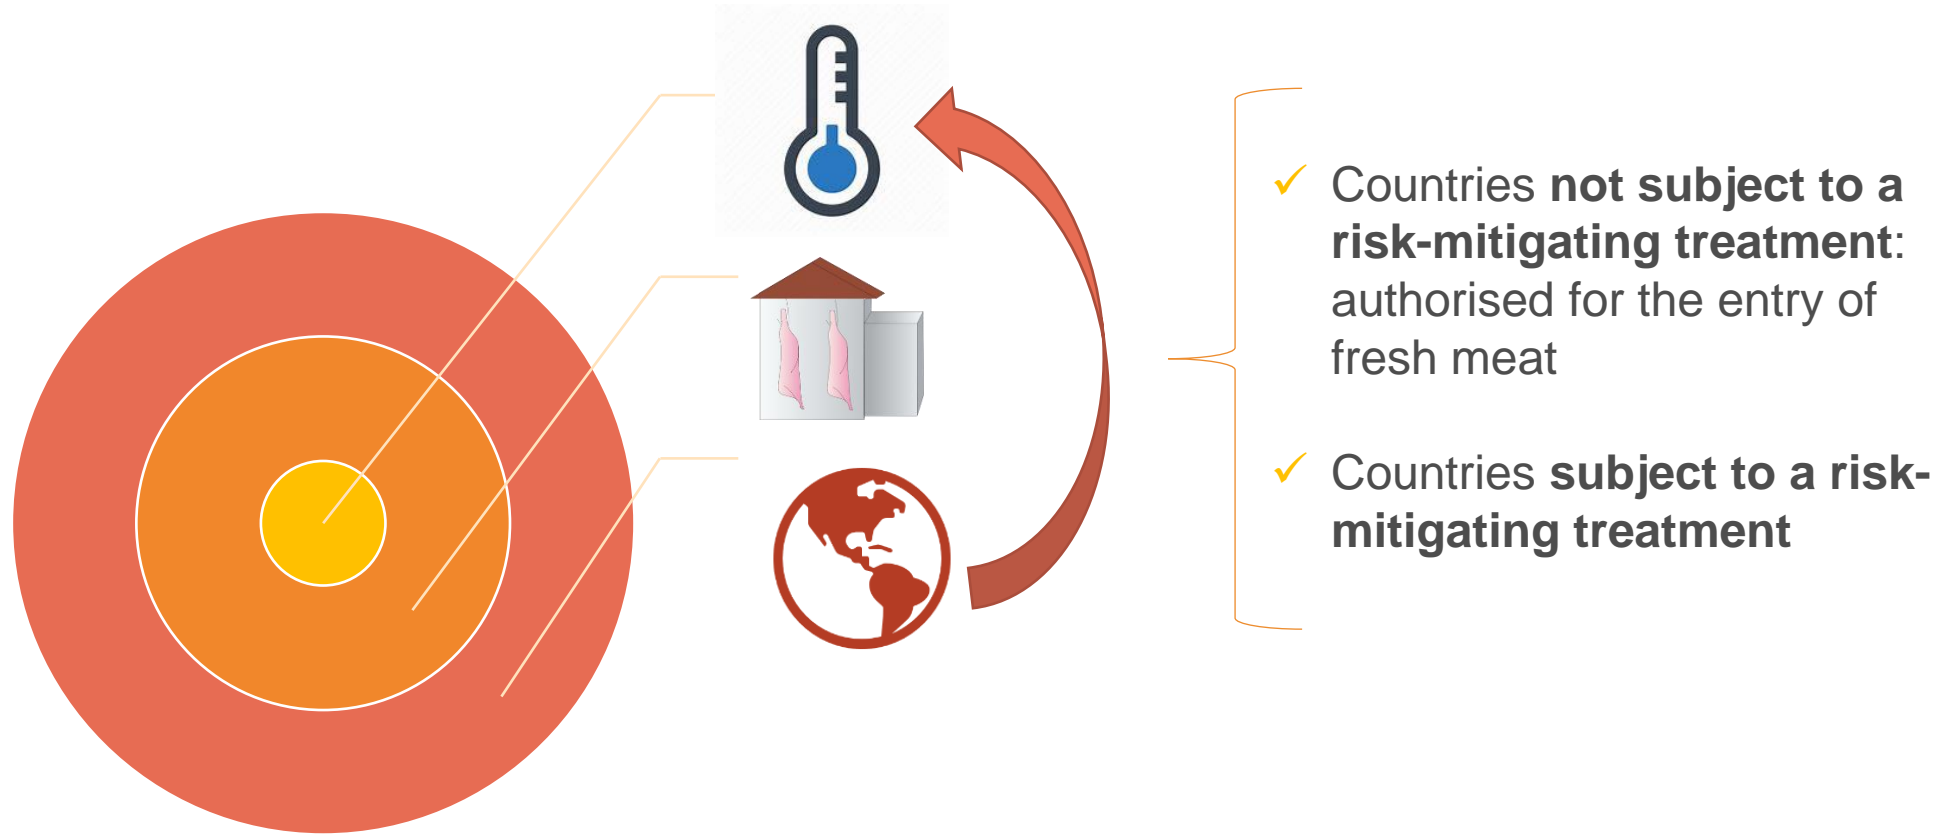 ✓ Countries not subject to a
risk-mitigating treatment:
authorised for the entry of
fresh meat
✓ Countries subject to a risk-
mitigating treatment